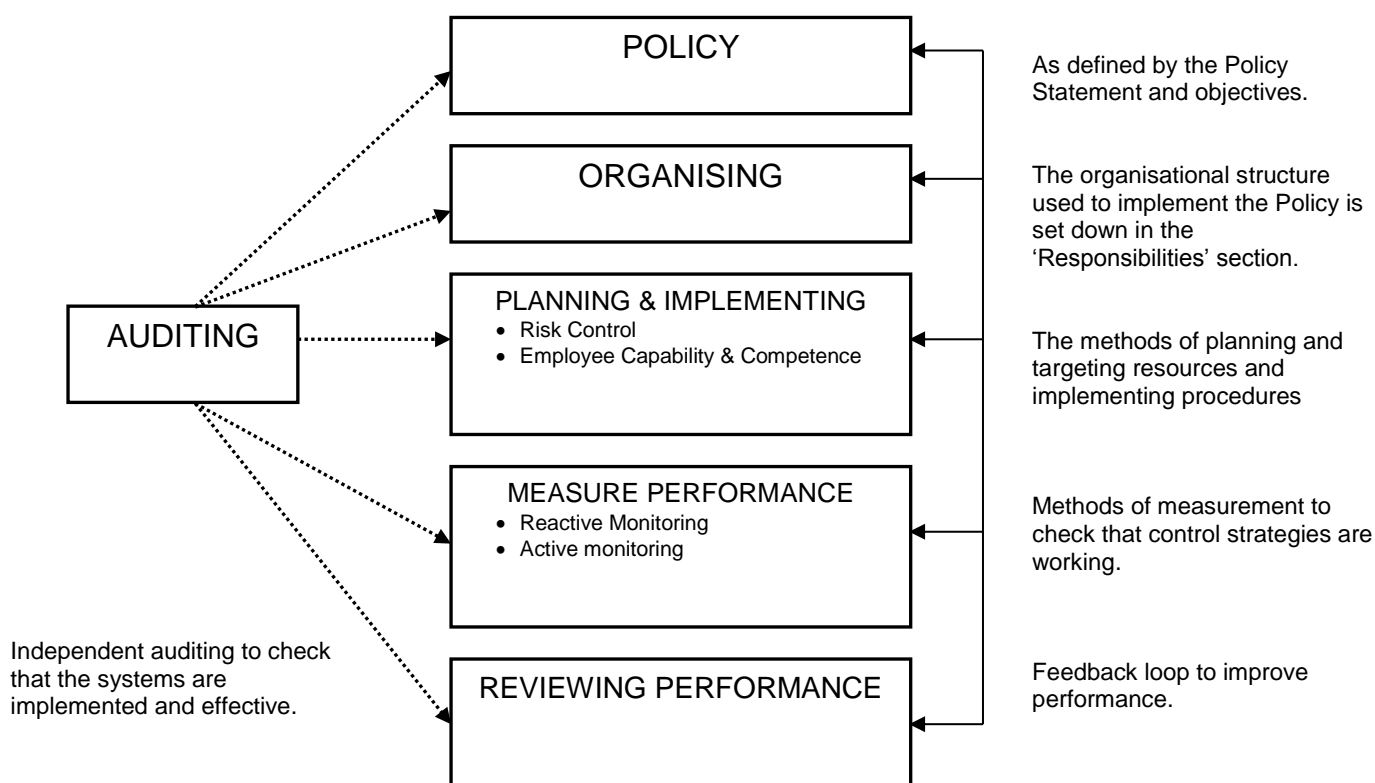 POLICY
As defined by the Policy
Statement and objectives.
ORGANISING
The organisational structure
used to implement the Policy is
set down in the
‘Responsibilities’ section.
AUDITING
PLANNING & IMPLEMENTING
• Risk Control
• Employee Capability & Competence
The methods of planning and
targeting resources and
implementing procedures
MEASURE PERFORMANCE
• Reactive Monitoring
• Active monitoring
Methods of measurement to
check that control strategies are
working.
Independent auditing to check
that the systems are
implemented and effective.
REVIEWING PERFORMANCE
Feedback loop to improve
performance.